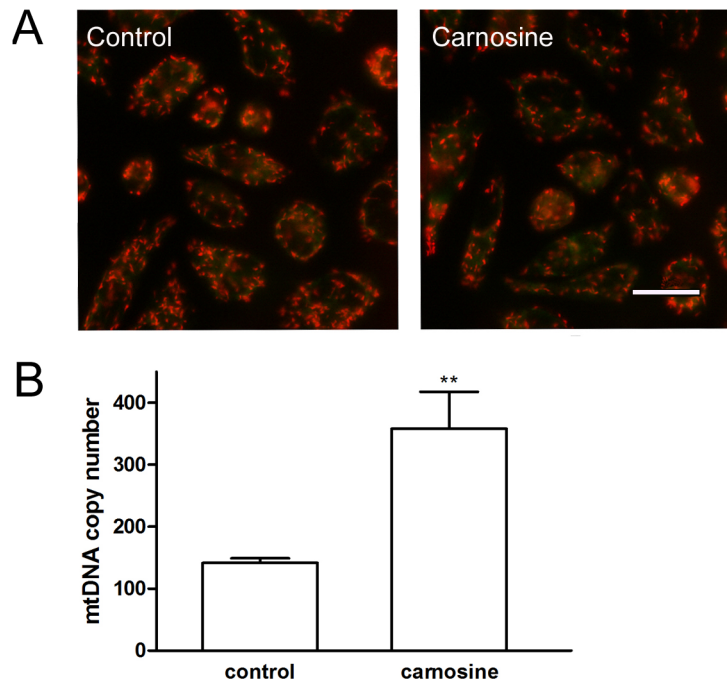 A
Control
Carnosine
B
mtDNA copy number
400
300
200
100
0
**
control
camosine